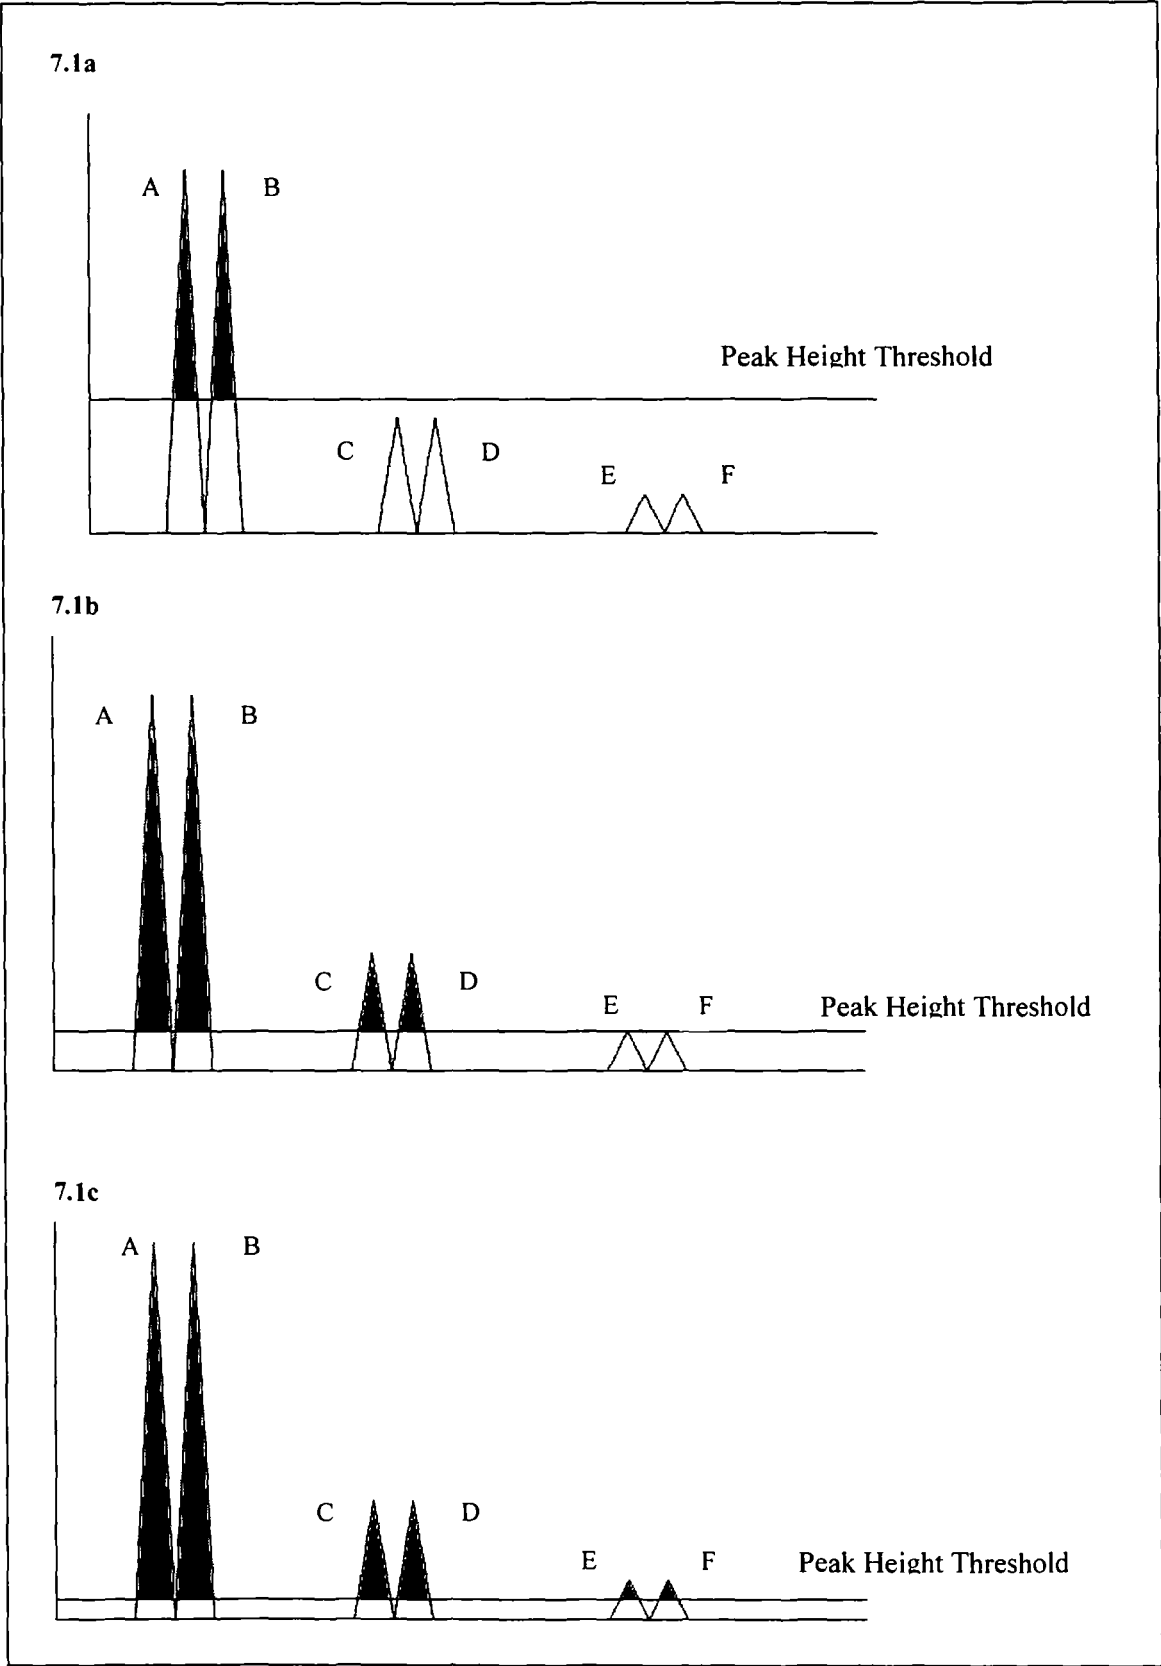 7.1a
A B
Peak Height Threshold
C D
E F
7.1b
A B
C D
E F Peak Height Threshold
7.1c
A B
C D
E F Peak Height Threshold